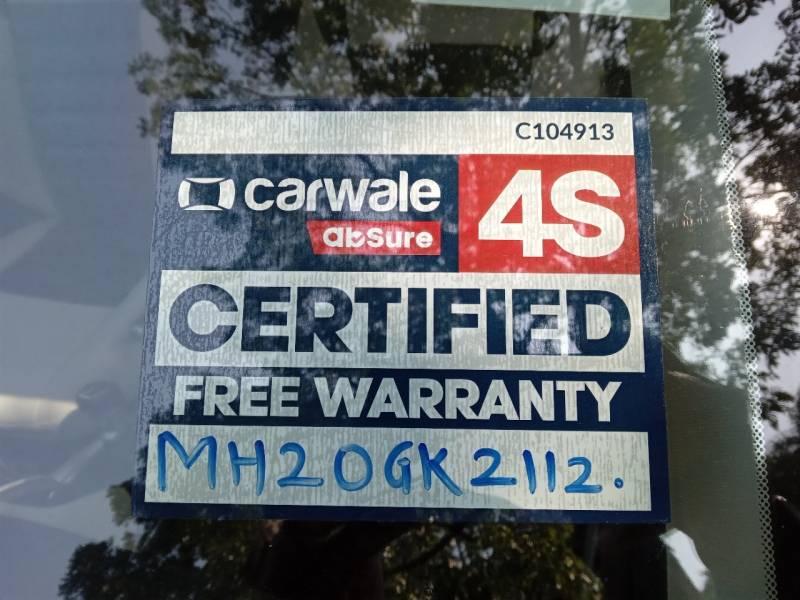 C104913
carwale
abSure
4S
CERTIFIED
FREE WARRANTY
MH20GK2112.